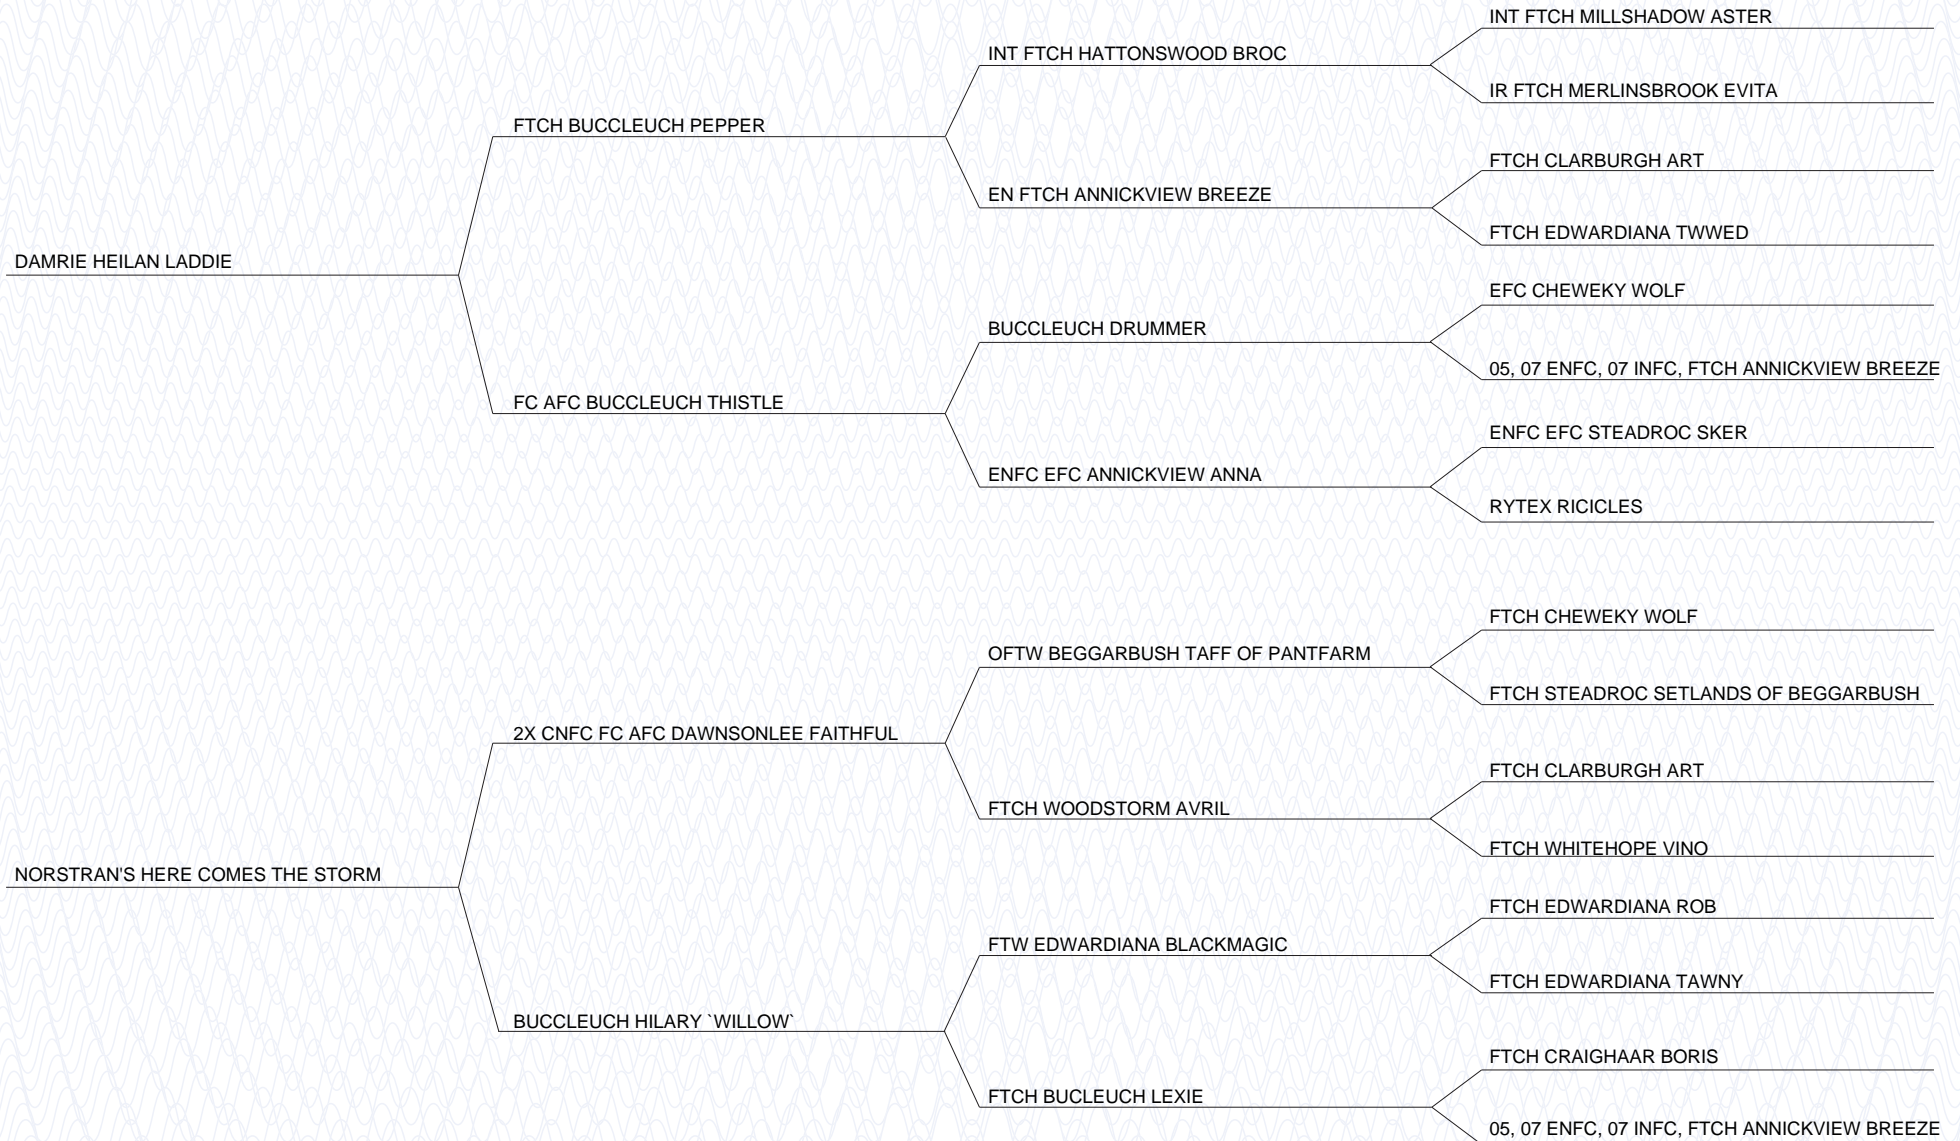 INT FTCH MILLSHADOW ASTER
INT FTCH HATTONSWOOD BROC
IR FTCH MERLINSBROOK EVITA
FTCH BUCCLEUCH PEPPER
FTCH CLARBURGH ART
EN FTCH ANNICKVIEW BREEZE
FTCH EDWARDIANA TWWED
DAMRIE HEILAN LADDIE
EFC CHEWEKY WOLF
BUCCLEUCH DRUMMER
05, 07 ENFC, 07 INFC, FTCH ANNICKVIEW BREEZE
FC AFC BUCCLEUCH THISTLE
ENFC EFC STEADROC SKER
ENFC EFC ANNICKVIEW ANNA
RYTEX RICICLES
FTCH CHEWEKY WOLF
OFTW BEGGARBUSH TAFF OF PANTFARM
FTCH STEADROC SETLANDS OF BEGGARBUSH
2X CNFC FC AFC DAWNSONLEE FAITHFUL
FTCH CLARBURGH ART
FTCH WOODSTORM AVRIL
FTCH WHITEHOPE VINO
NORSTRAN'S HERE COMES THE STORM
FTCH EDWARDIANA ROB
FTW EDWARDIANA BLACKMAGIC
FTCH EDWARDIANA TAWNY
BUCCLEUCH HILARY `WILLOW`
FTCH CRAIGHAAR BORIS
FTCH BUCLEUCH LEXIE
05, 07 ENFC, 07 INFC, FTCH ANNICKVIEW BREEZE